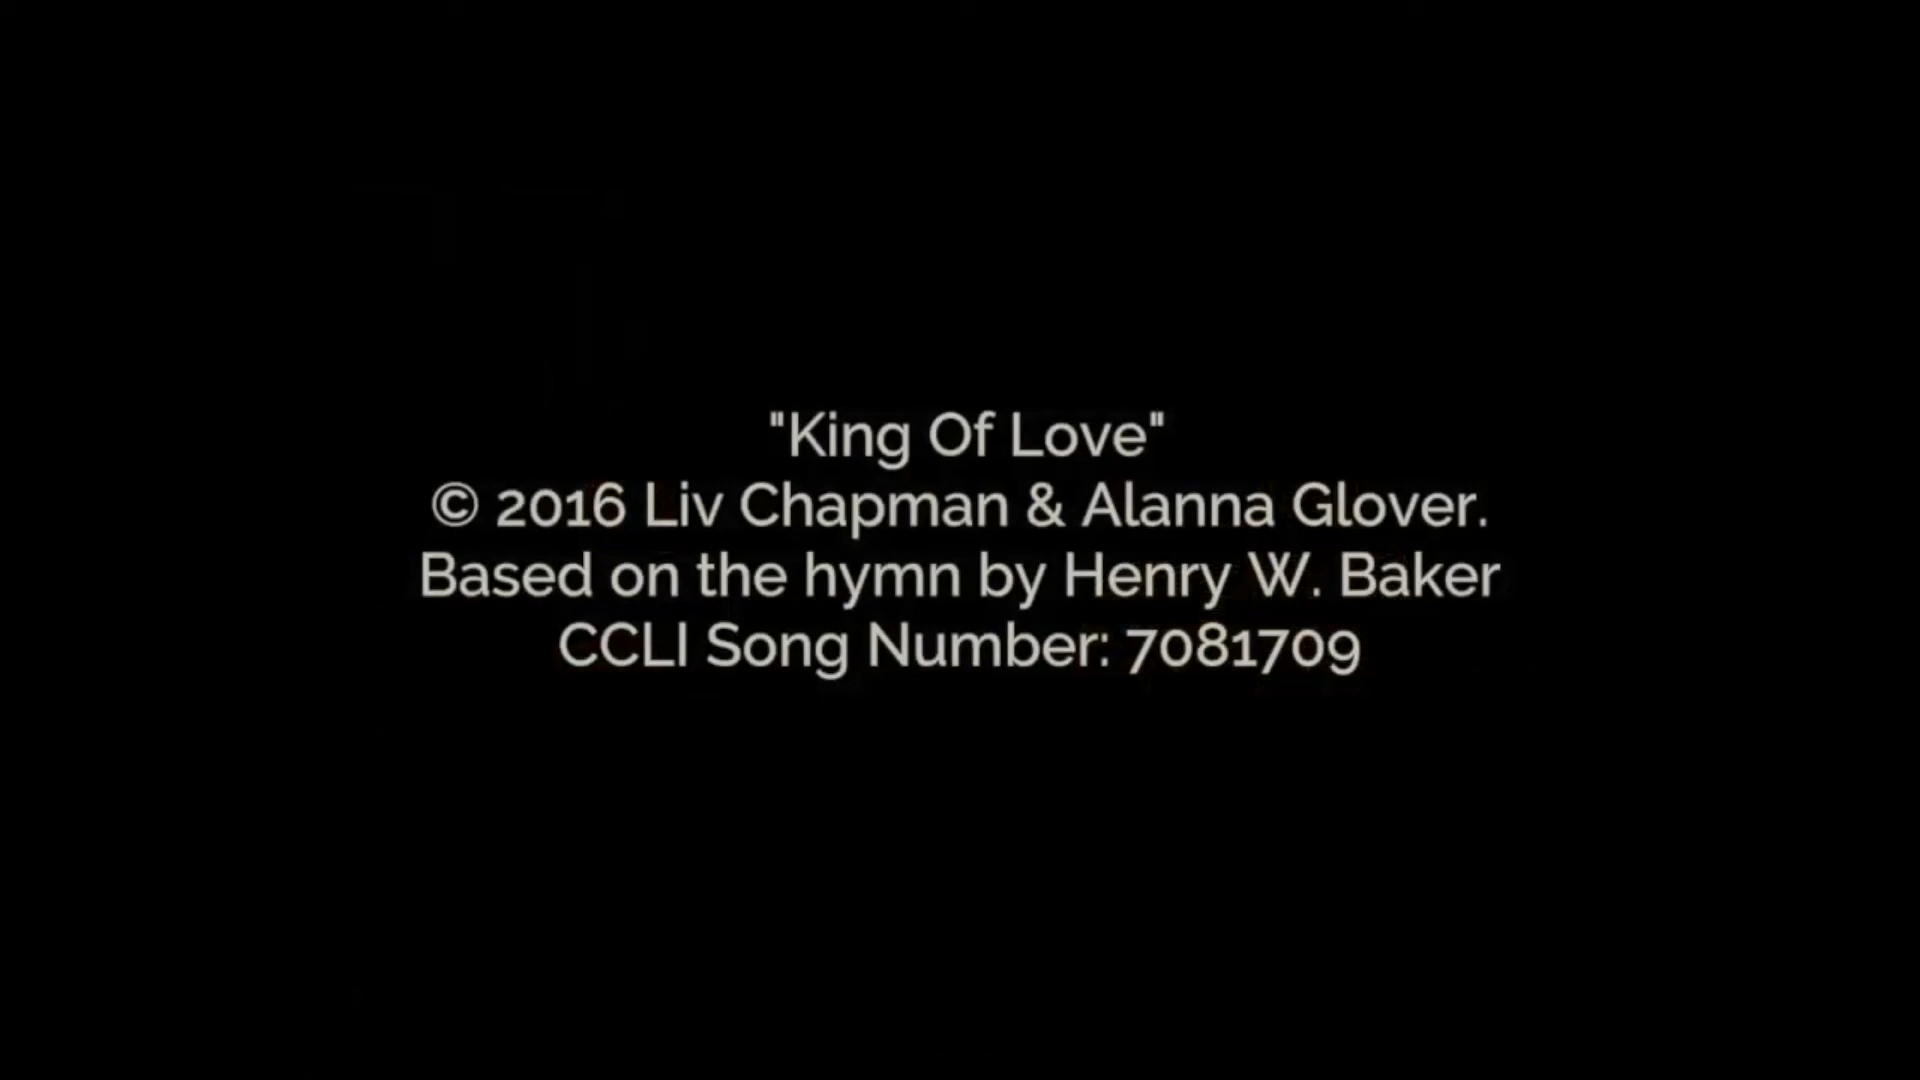 "King Of Love"
© 2016 Liv Chapman & Alanna Glover.
Based on the hymn by Henry W. Baker
CCLI Song Number: 7081709